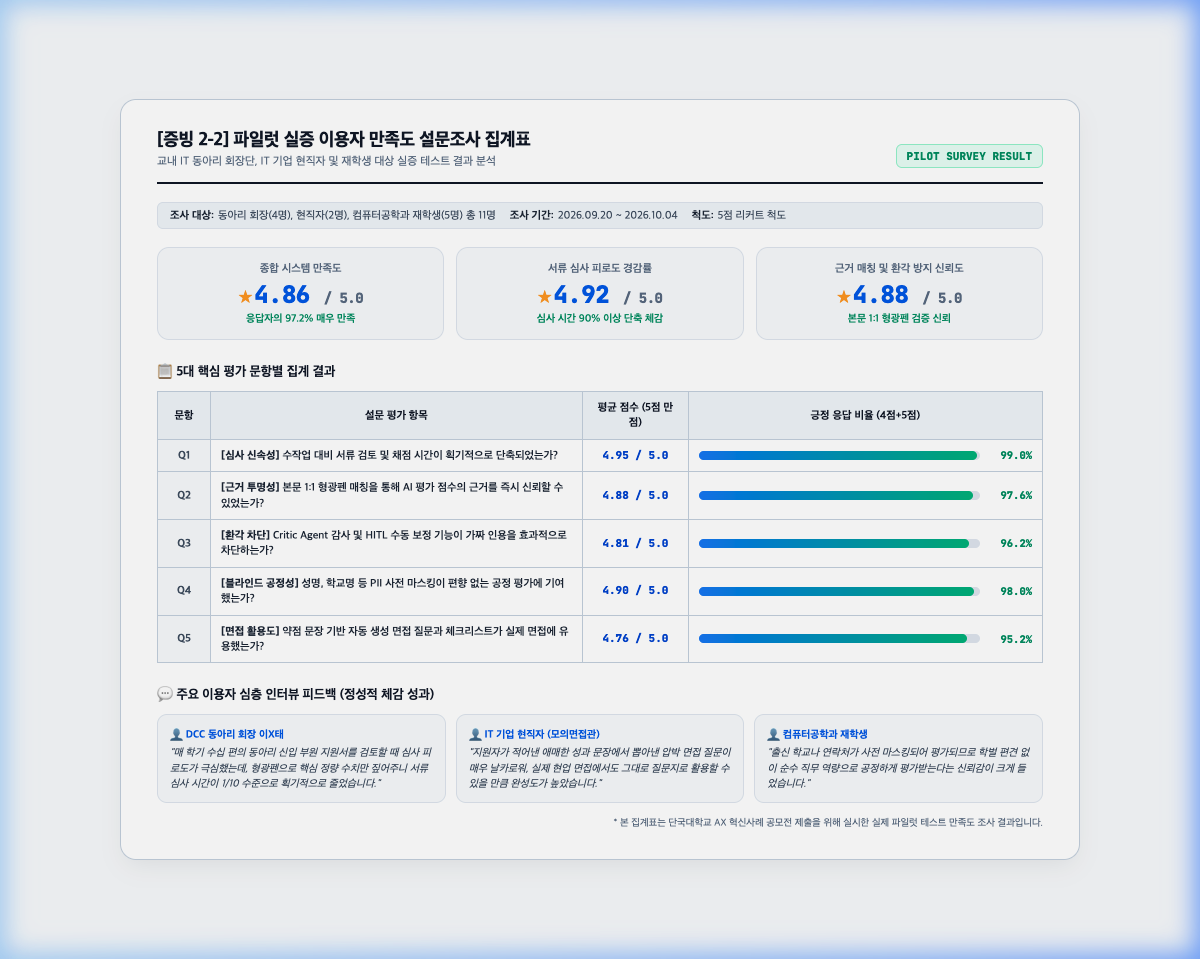 [증빙 2-2] 파일럿 실증 이용자 만족도 설문조사 집계표
교내 IT 동아리 회장단, IT 기업 현직자 및 재학생 대상 실증 테스트 결과 분석
PILOT SURVEY RESULT
조사 대상: 동아리 회장(4명), 현직자(2명), 컴퓨터공학과 재학생(5명) 총 11명 조사 기간: 2026.09.20 ~ 2026.10.04 척도: 5점 리커트 척도
종합 시스템 만족도
★4.86 / 5.0
응답자의 97.2% 매우 만족
서류 심사 피로도 경감률
★4.92 / 5.0
심사 시간 90% 이상 단축 체감
근거 매칭 및 환각 방지 신뢰도
★4.88 / 5.0
본문 1:1 형광펜 검증 신뢰
📋 5대 핵심 평가 문항별 집계 결과
문항 설문 평가 항목 평균 점수 (5점 만
점) 긍정 응답 비율 (4점+5점)
Q1 [심사 신속성] 수작업 대비 서류 검토 및 채점 시간이 획기적으로 단축되었는가? 4.95 / 5.0 99.0%
Q2 [근거 투명성] 본문 1:1 형광펜 매칭을 통해 AI 평가 점수의 근거를 즉시 신뢰할 수
있었는가? 4.88 / 5.0 97.6%
Q3 [환각 차단] Critic Agent 감사 및 HITL 수동 보정 기능이 가짜 인용을 효과적으로
차단하는가? 4.81 / 5.0 96.2%
Q4 [블라인드 공정성] 성명, 학교명 등 PII 사전 마스킹이 편향 없는 공정 평가에 기여
했는가? 4.90 / 5.0 98.0%
Q5 [면접 활용도] 약점 문장 기반 자동 생성 면접 질문과 체크리스트가 실제 면접에 유
용했는가? 4.76 / 5.0 95.2%
💬 주요 이용자 심층 인터뷰 피드백 (정성적 체감 성과)
👤 DCC 동아리 회장 이X태
"매 학기 수십 편의 동아리 신입 부원 지원서를 검토할 때 심사 피
로도가 극심했는데, 형광펜으로 핵심 정량 수치만 짚어주니 서류
심사 시간이 1/10 수준으로 획기적으로 줄었습니다."
👤 IT 기업 현직자 (모의면접관)
"지원자가 적어낸 애매한 성과 문장에서 뽑아낸 압박 면접 질문이
매우 날카로워, 실제 현업 면접에서도 그대로 질문지로 활용할 수
있을 만큼 완성도가 높았습니다."
👤 컴퓨터공학과 재학생
"출신 학교나 연락처가 사전 마스킹되어 평가되므로 학벌 편견 없
이 순수 직무 역량으로 공정하게 평가받는다는 신뢰감이 크게 들
었습니다."
* 본 집계표는 단국대학교 AX 혁신사례 공모전 제출을 위해 실시한 실제 파일럿 테스트 만족도 조사 결과입니다.